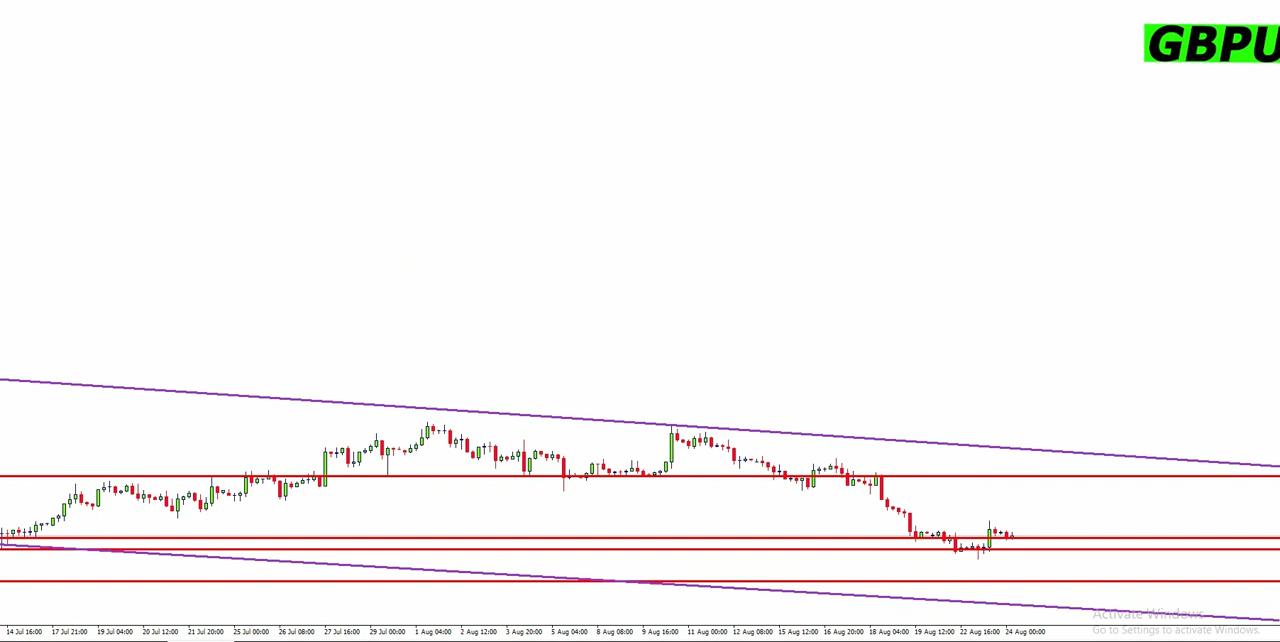 GBPU
14 Jul 16:00 17 Jul 21:00 19 Jul 04:00 20 Jul 12:00 21 Jul 20:00 25 Jul 00:00 26 Jul 08:00 27 Jul 16:00 29 Jul 00:00 1 Aug 04:00 2 Aug 12:00 3 Aug 20:00 5 Aug 04:00 8 Aug 08:00 9 Aug 16:00 11 Aug 00:00 12 Aug 08:00 15 Aug 12:00 16 Aug 20:00 18 Aug 04:00 19 Aug 12:00 22 Aug 16:00 24 Aug 00:00
Activate Windows
Go to Settings to activate Windows.